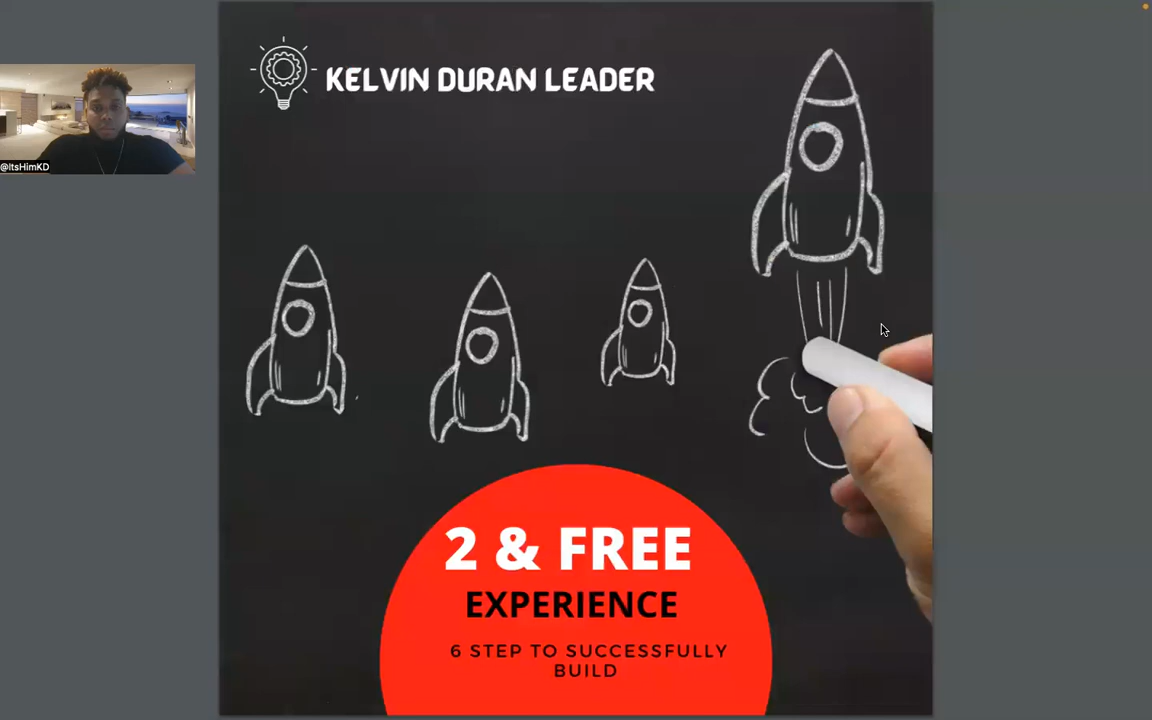 KELVIN DURAN LEADER
@ItsHimKD
2 & FREE
EXPERIENCE
6 STEP TO SUCCESSFULLY
BUILD